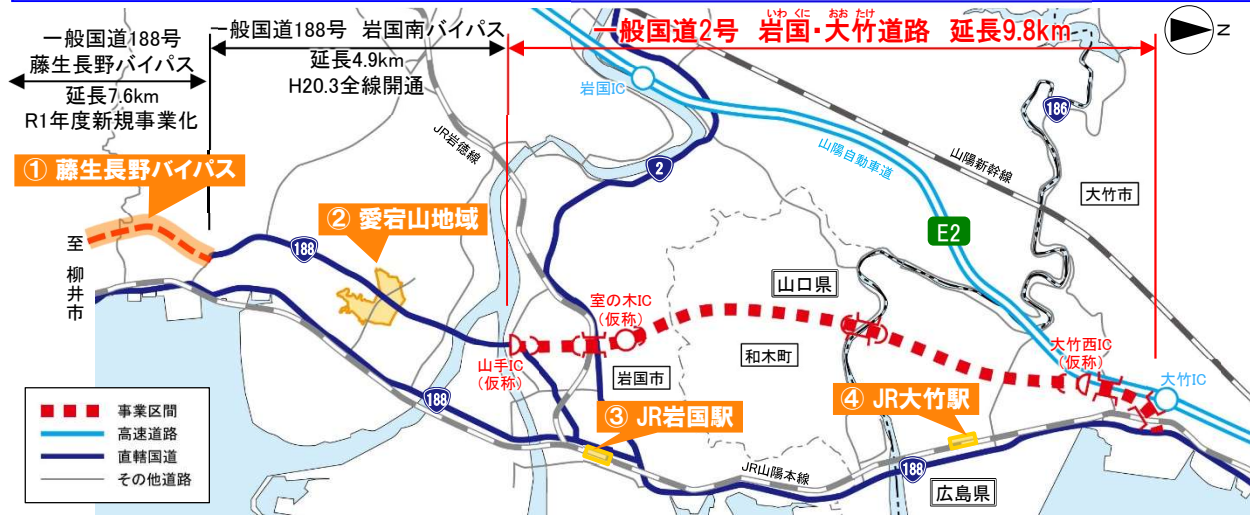 一般国道188号
藤生長野バイパス
延長7.6km
R1年度新規事業化
一般国道188号 岩国南バイパス
延長4.9km
H20.3全線開通
いわ くに おお たけ
一般国道2号 岩国・大竹道路 延長9.8km
N
① 藤生長野バイパス
至 柳井市
188
② 愛宕山地域
JR岩徳線
岩国IC
2
山陽自動車道
山陽新幹線
186
大竹市
E2
山口県
室の木IC
(仮称)
和木町
大竹西IC
(仮称)
大竹IC
山手IC
(仮称)
岩国市
188
③ JR岩国駅
④ JR大竹駅
JR山陽本線
188
広島県
事業区間
高速道路
直轄国道
その他道路